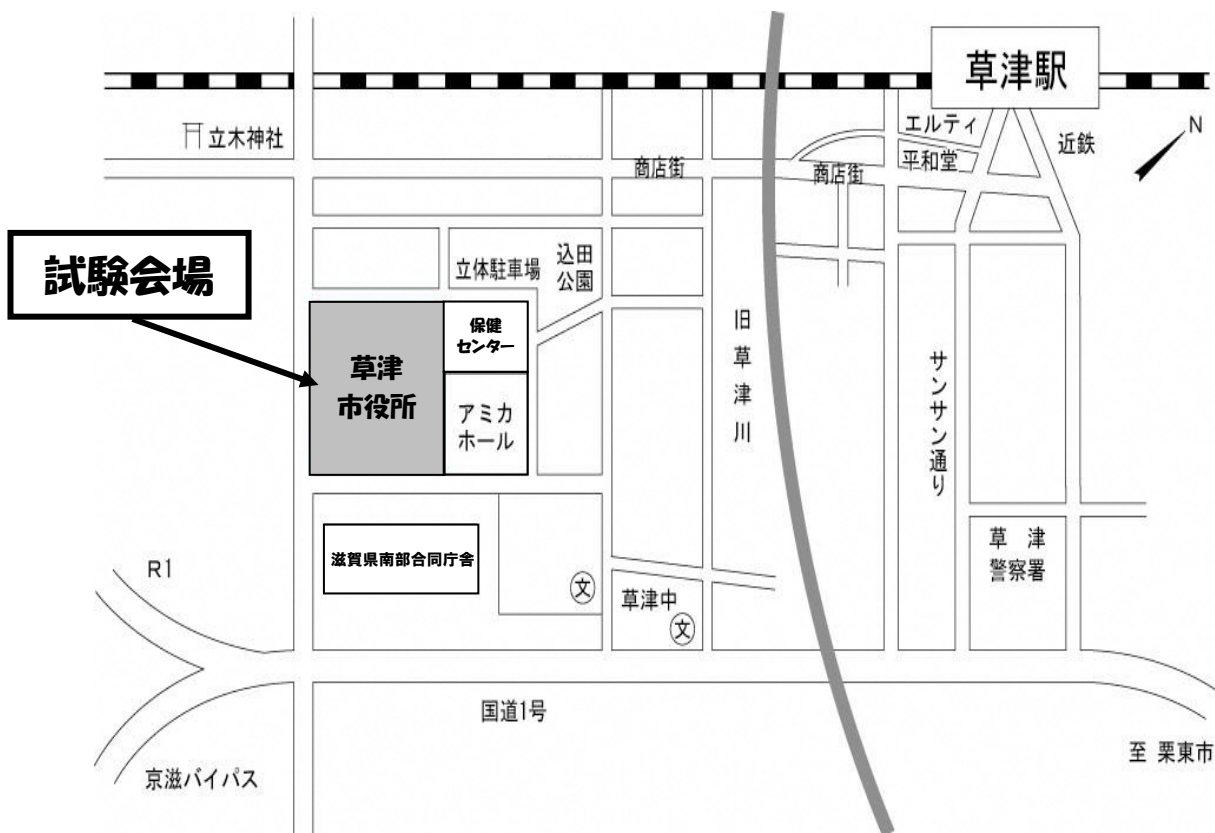 草津駅
エルティ
平和堂
近鉄
N
立木神社
商店街
商店街
試験会場
立体駐車場
込田
公園
保健
センター
草津
市役所
アミカ
ホール
旧草津川
サンサン通り
滋賀県南部合同庁舎
文
草津中
文
草津
警察署
R1
国道1号
京滋バイパス
至 栗東市